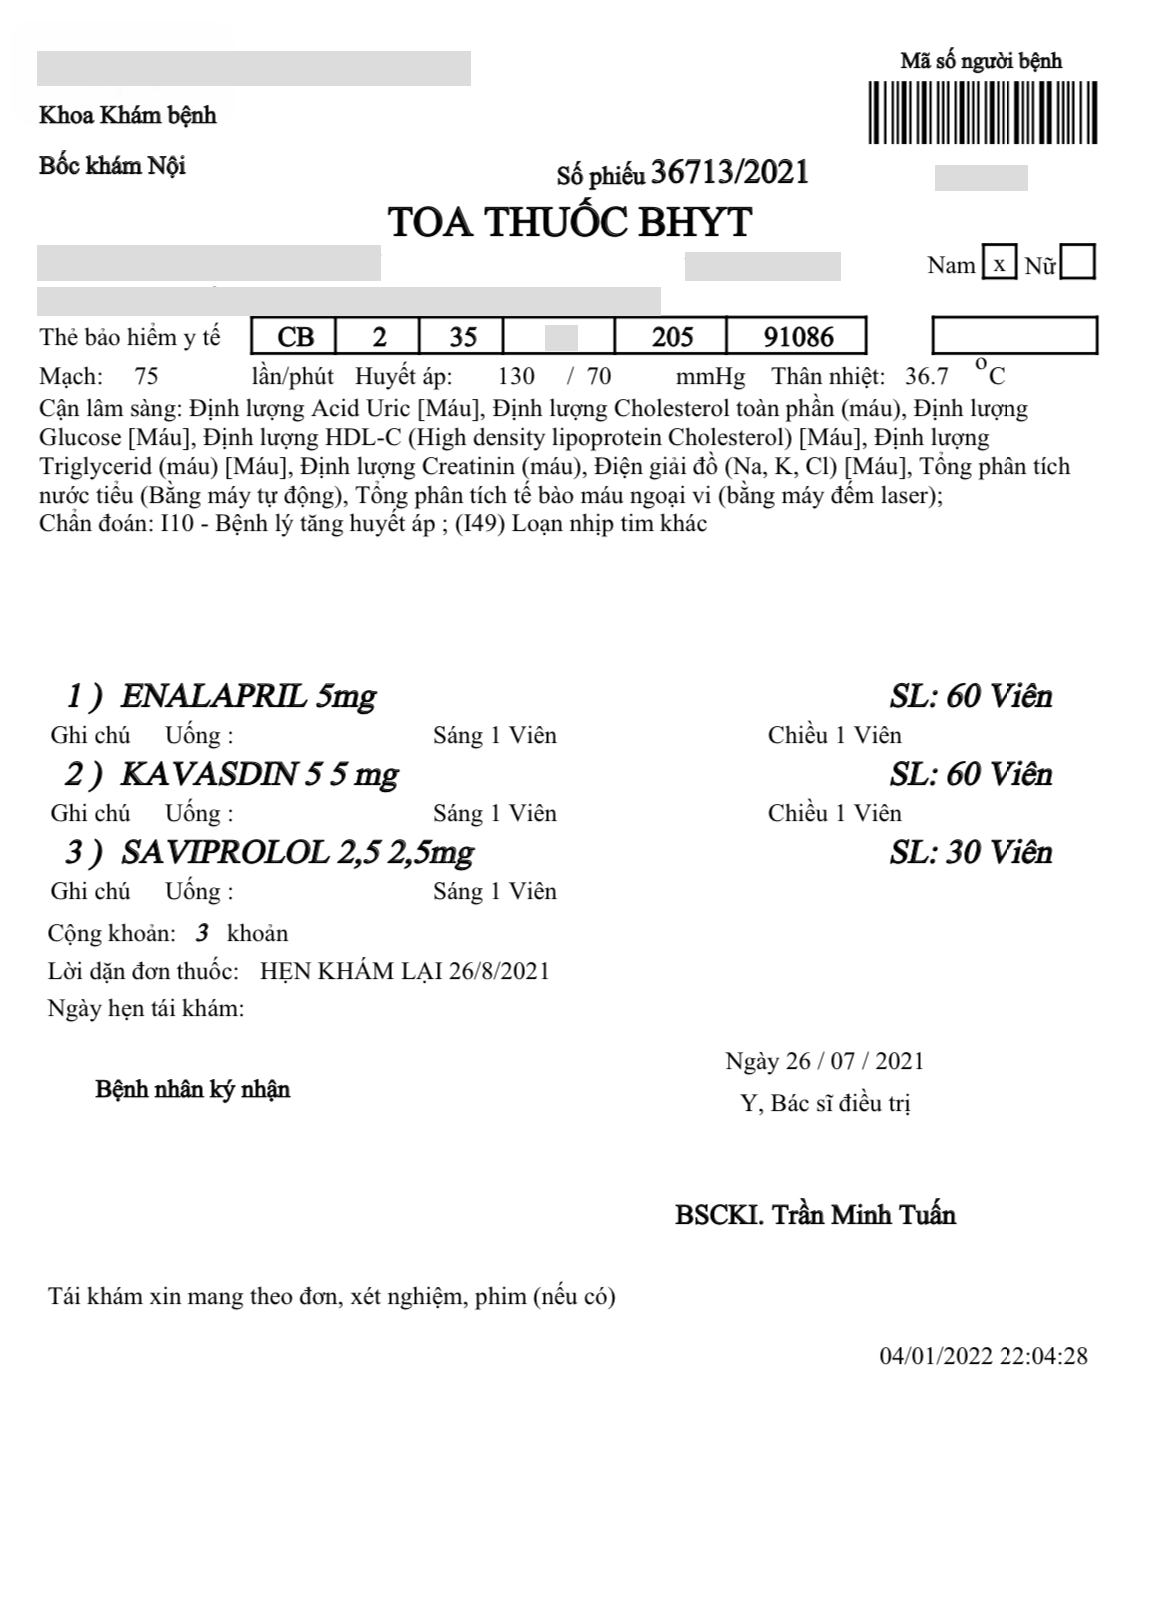 Mã số người bệnh
Khoa Khám bệnh
Bốc khám Nội
Số phiếu 36713/2021
TOA THUỐC BHYT
Nam x Nữ
Thẻ bảo hiểm y tế CB 2 35 205 91086
Mạch: 75 lần/phút Huyết áp: 130 / 70 mmHg Thân nhiệt: 36.7 °C
Cận lâm sàng: Định lượng Acid Uric [Máu], Định lượng Cholesterol toàn phần (máu), Định lượng
Glucose [Máu], Định lượng HDL-C (High density lipoprotein Cholesterol) [Máu], Định lượng
Triglycerid (máu) [Máu], Định lượng Creatinin (máu), Điện giải đồ (Na, K, Cl) [Máu], Tổng phân tích
nước tiểu (Bằng máy tự động), Tổng phân tích tế bào máu ngoại vi (bằng máy đếm laser);
Chẩn đoán: I10 - Bệnh lý tăng huyết áp ; (I49) Loạn nhịp tim khác
1 ) ENALAPRIL 5mg SL: 60 Viên
Ghi chú Uống : Sáng 1 Viên Chiều 1 Viên
2 ) KAVASDIN 5 5 mg SL: 60 Viên
Ghi chú Uống : Sáng 1 Viên Chiều 1 Viên
3 ) SAVIPROLOL 2,5 2,5mg SL: 30 Viên
Ghi chú Uống : Sáng 1 Viên
Cộng khoản: 3 khoản
Lời dặn đơn thuốc: HẸN KHÁM LẠI 26/8/2021
Ngày hẹn tái khám:
Ngày 26 / 07 / 2021
Bệnh nhân ký nhận
Y, Bác sĩ điều trị
BSCKI. Trần Minh Tuấn
Tái khám xin mang theo đơn, xét nghiệm, phim (nếu có)
04/01/2022 22:04:28